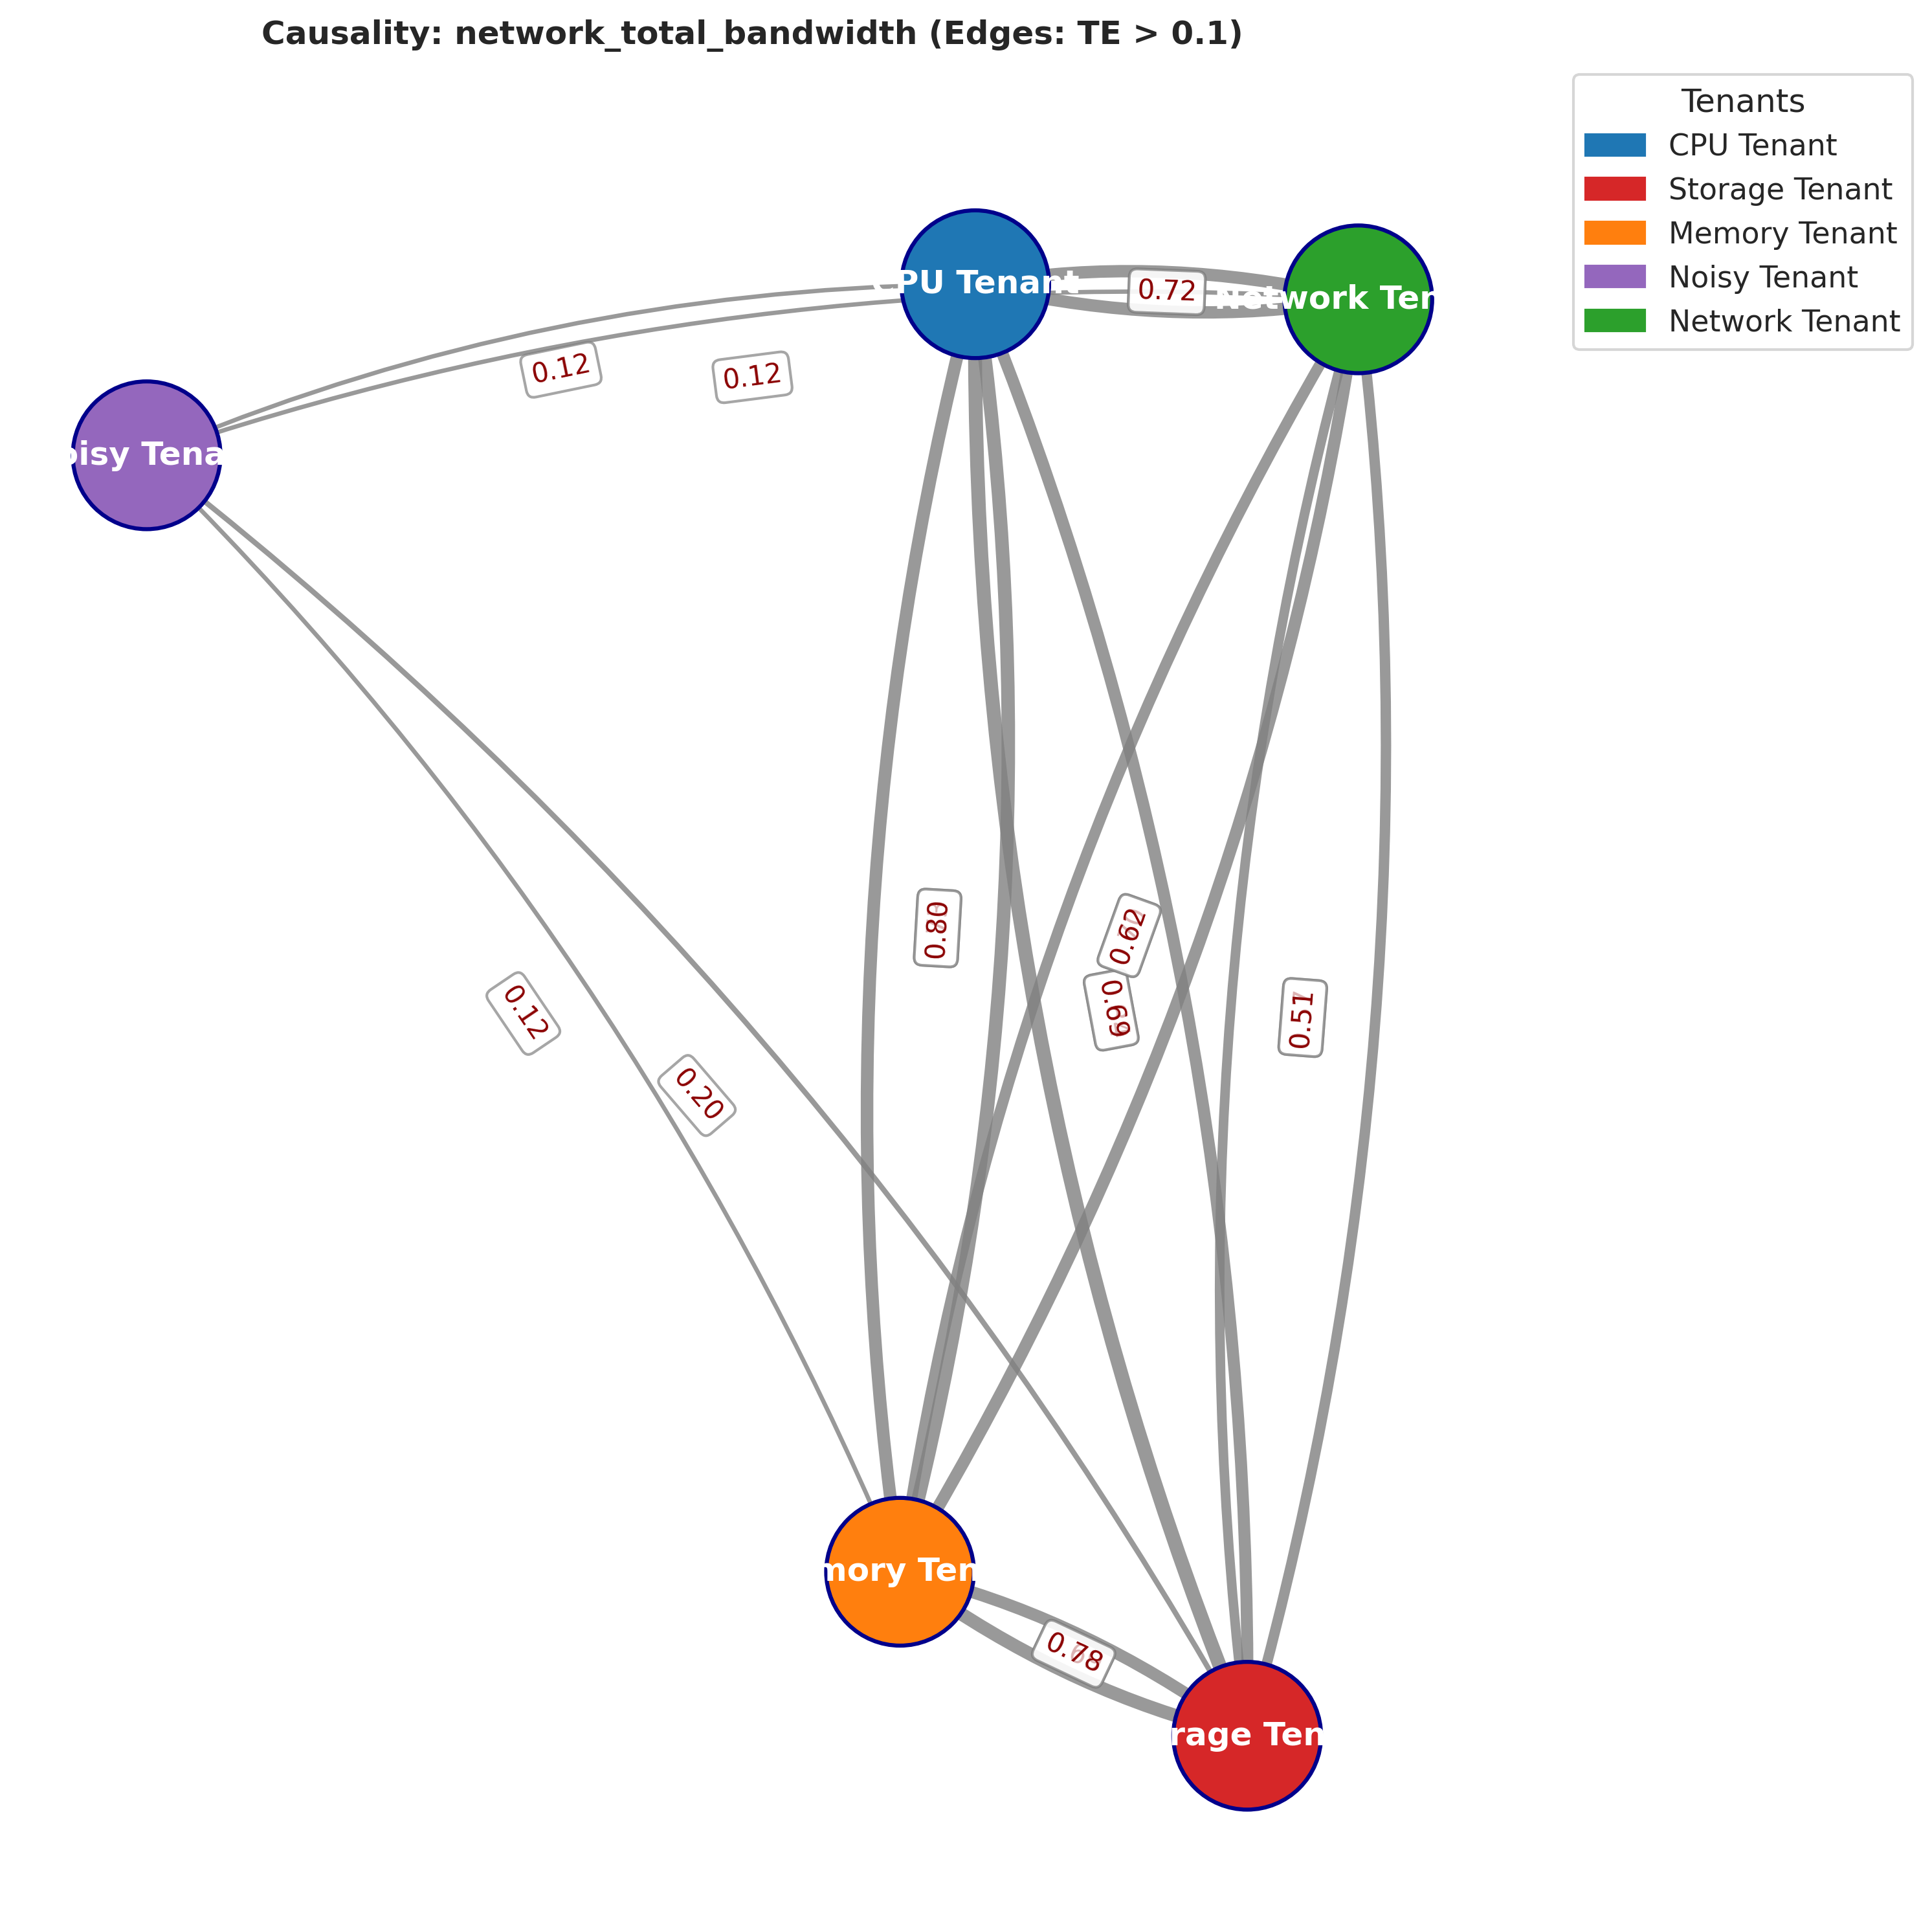 Causality: network_total_bandwidth (Edges: TE > 0.1)
Tenants
CPU Tenant
Storage Tenant
Memory Tenant
Noisy Tenant
Network Tenant
CPU Tenant
0.72
Network Ten
0.12
0.12
oisy Tena
0.80
0.62
0.69
0.51
0.12
0.20
mory Ten
0.78
rage Ten